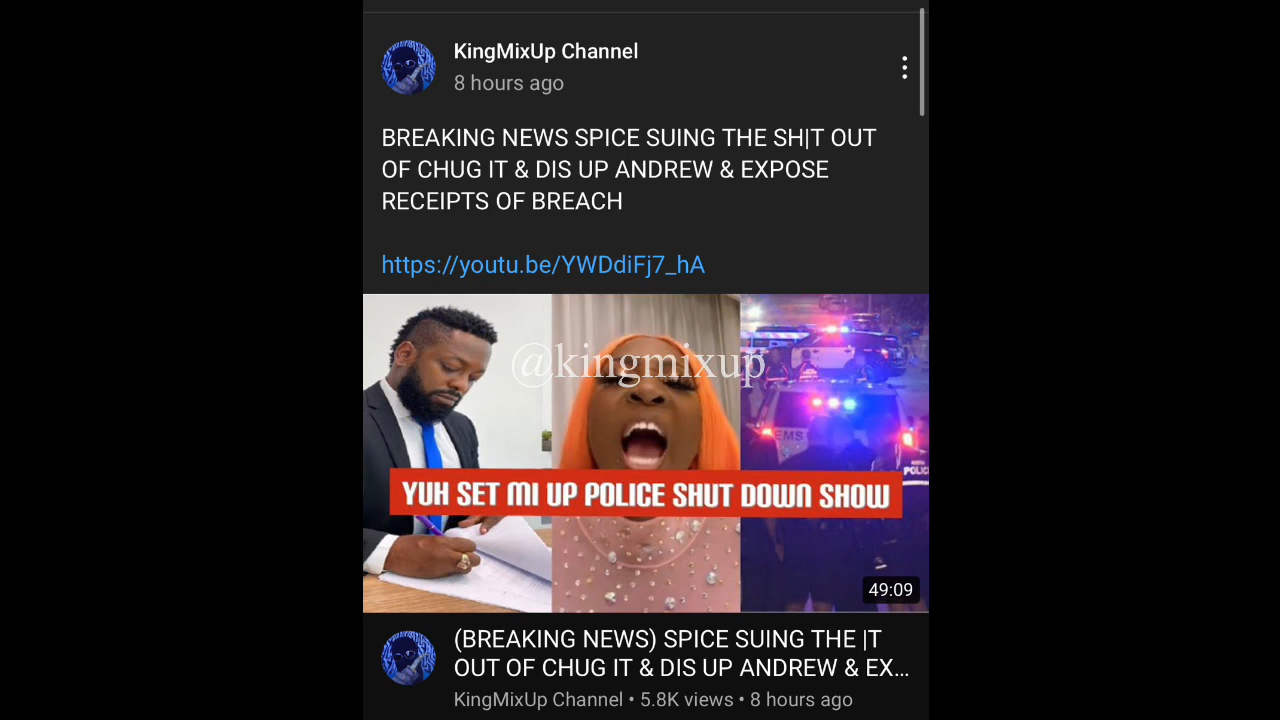 KingMixUp Channel
8 hours ago
BREAKING NEWS SPICE SUING THE SH|T OUT
OF CHUG IT & DIS UP ANDREW & EXPOSE
RECEIPTS OF BREACH
https://youtu.be/YWDdiFj7_hA
@kingmixup
EMS
POLIC
YUH SET MI UP POLICE SHUT DOWN SHOW
49:09
(BREAKING NEWS) SPICE SUING THE |T
OUT OF CHUG IT & DIS UP ANDREW & EX...
KingMixUp Channel • 5.8K views • 8 hours ago